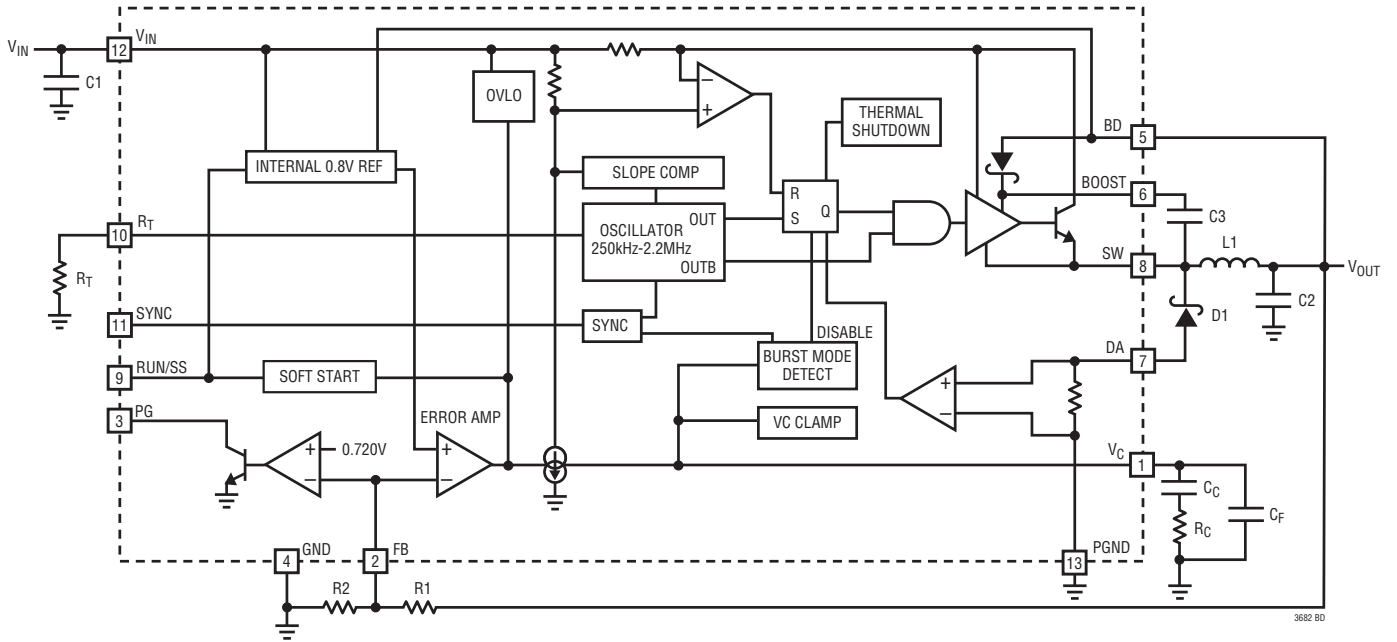 VIN
12
VIN
C1
OVLO
−
+
THERMAL
SHUTDOWN
BD
5
INTERNAL 0.8V REF
SLOPE COMP
R
S
Q
BOOST
6
C3
RT
10
OSCILLATOR
250kHz-2.2MHz
OUT
OUTB
SW
8
L1
VOUT
RT
C2
D1
SYNC
11
SYNC
DISABLE
BURST MODE
DETECT
DA
7
RUN/SS
9
SOFT START
+
−
PG
3
ERROR AMP
VC CLAMP
+
−
0.720V
+
−
VC
1
CC
RC
CF
GND
4
FB
2
PGND
13
R2
R1
3682 BD